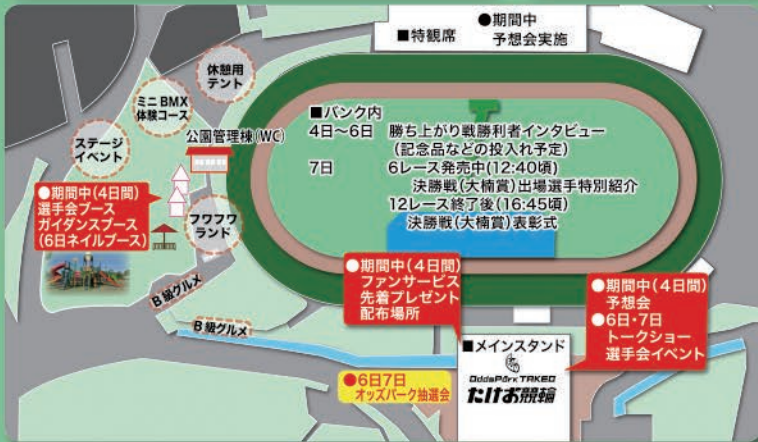 ■特観席
●期間中
予想会実施
休憩用
テント
ミニBMX
体験コース
ステージ
イベント
公園管理棟(WC)
■バンク内
4日～6日 勝ち上がり戦勝利者インタビュー
(記念品などの投入れ予定)
7日 6レース発売中(12:40頃)
決勝戦(大楠賞)出場選手特別紹介
12レース終了後(16:45頃)
決勝戦(大楠賞)表彰式
●期間中(4日間)
選手会ブース
ガイダンスブース
(6日ネイルブース)
フワフワ
ランド
B級グルメ
B級グルメ
●期間中(4日間)
ファンサービス
先着プレゼント
配布場所
●期間中(4日間)
予想会
●6日・7日
トークショー
選手会イベント
■メインスタンド
OddsPark TAKEO
たけお競輪
●6日7日
オッズパーク抽選会